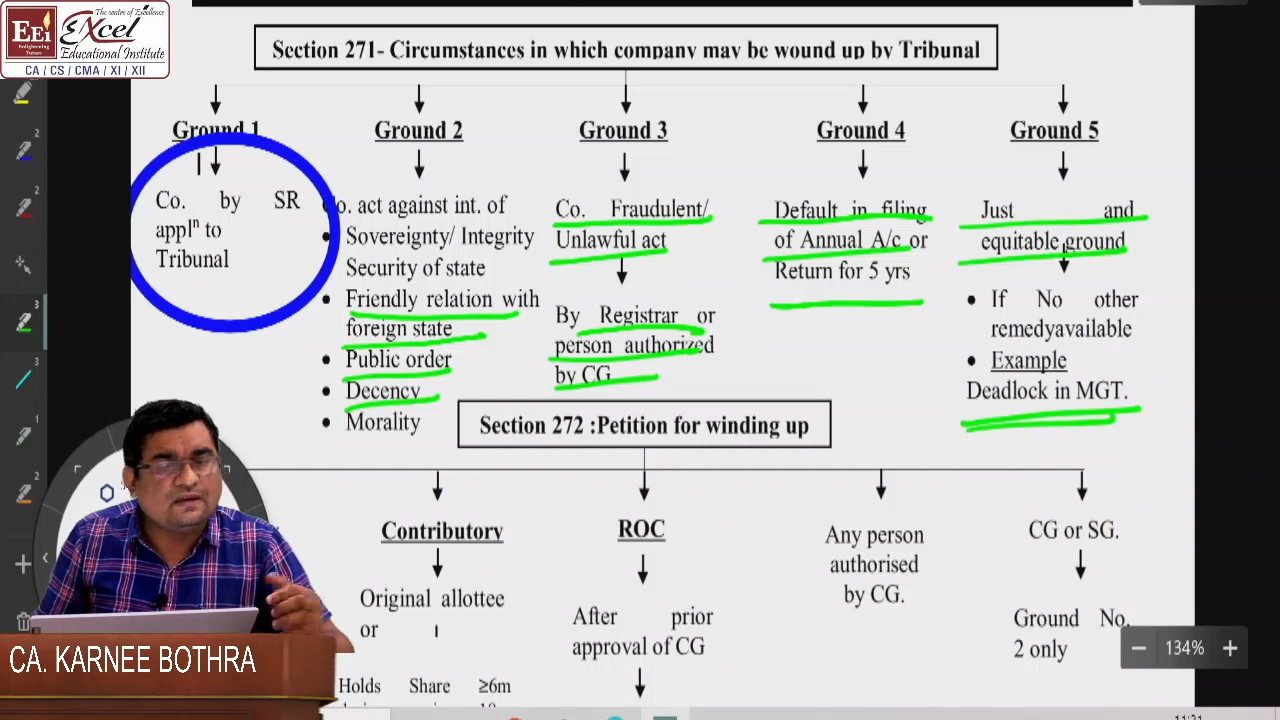 The centre of Excellence
EEi
Enlightening
Future
eXcel
Educational Institute
CA / CS / CMA / XI / XII
Section 271- Circumstances in which company may be wound up by Tribunal
Ground 1
Co. by SR
applⁿ to
Tribunal
Ground 2
Co. act against int. of
• Sovereignty/ Integrity
Security of state
• Friendly relation with
foreign state
• Public order
• Decency
• Morality
Ground 3
Co. Fraudulent/
Unlawful act
By Registrar or
person authorized
by CG
Ground 4
Default in filing
of Annual A/c or
Return for 5 yrs
Ground 5
Just and
equitable ground
• If No other
remedyavailable
• Example
Deadlock in MGT.
Section 272 :Petition for winding up
Contributory
Original allottee
or
Holds Share ≥6m
ROC
After prior
approval of CG
Any person
authorised
by CG.
CG or SG.
Ground No.
2 only
134%
CA. KARNEE BOTHRA